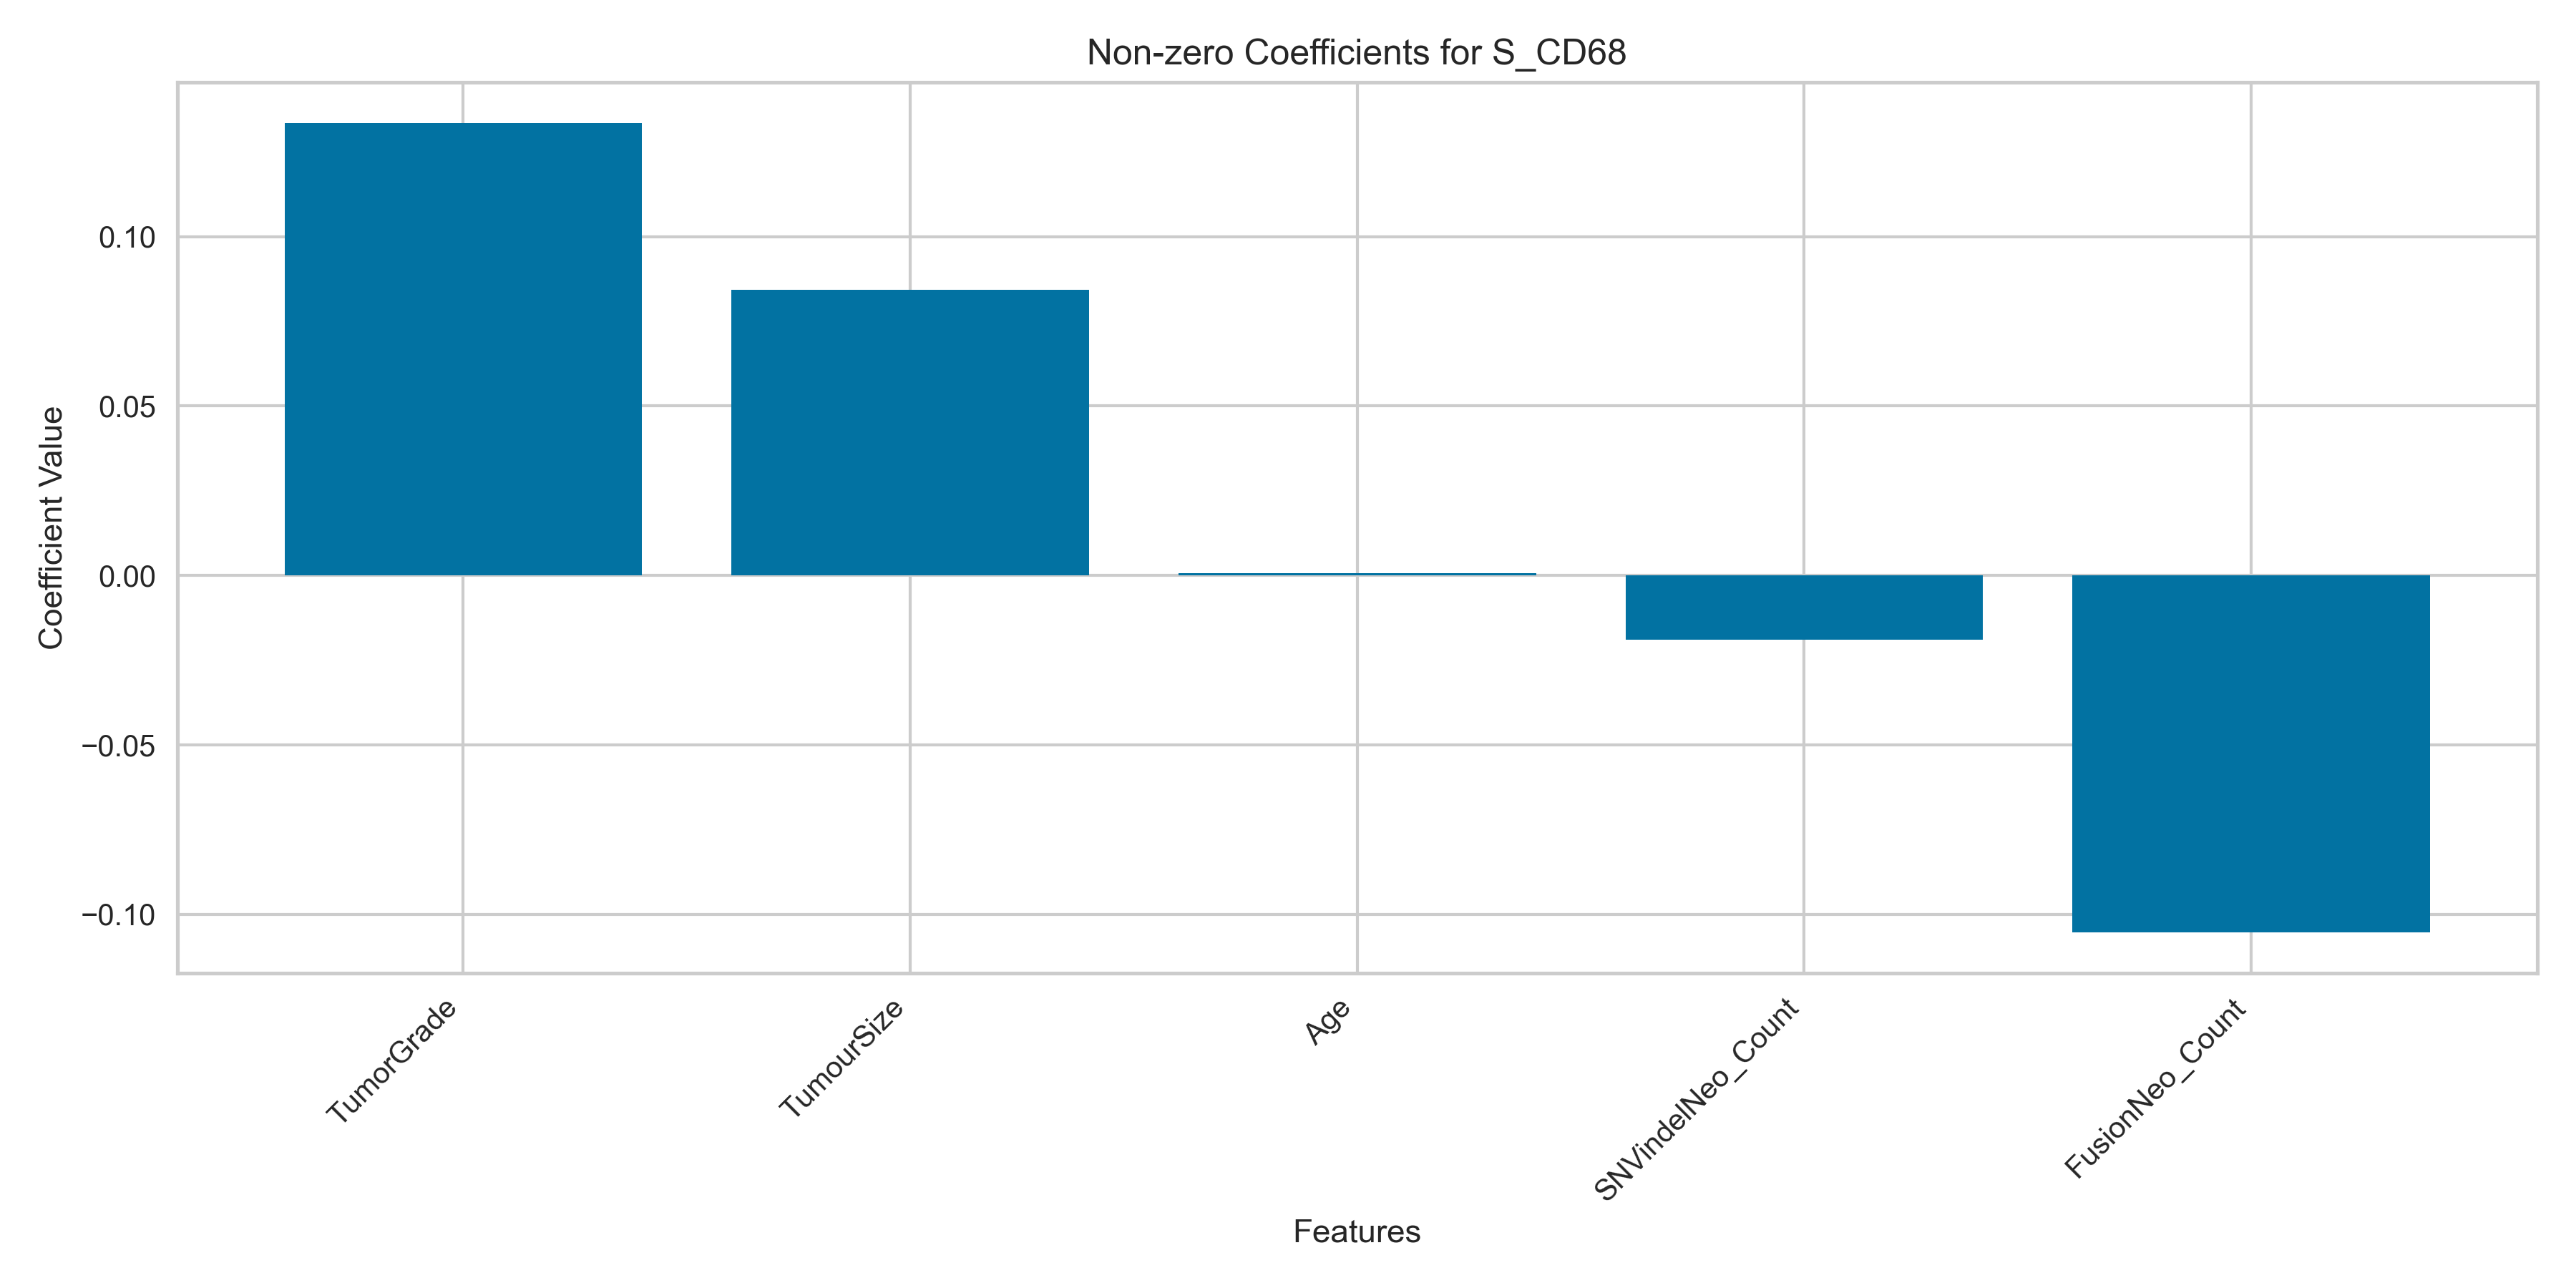 Non-zero Coefficients for S_CD68
Coefficient Value
0.10
0.05
0.00
−0.05
−0.10
TumorGrade
TumourSize
Age
SNVindelNeo_Count
FusionNeo_Count
Features